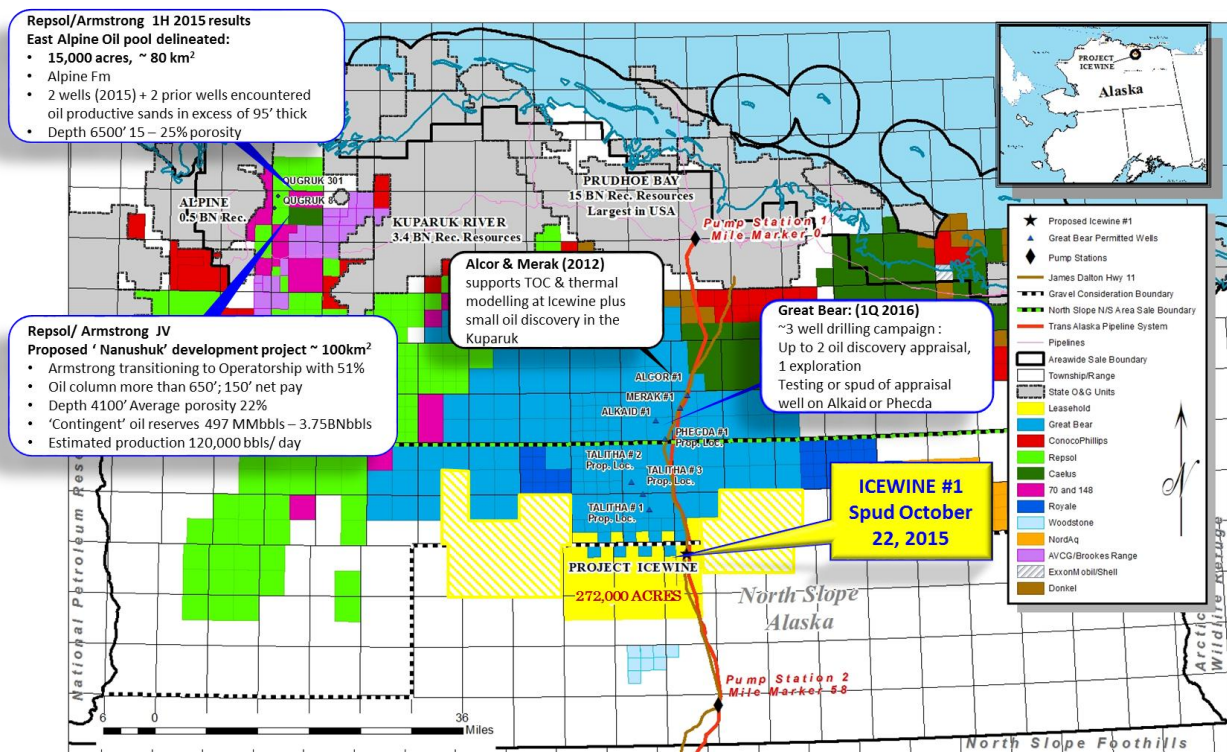 Repsol/Armstrong 1H 2015 results
East Alpine Oil pool delineated:
• 15,000 acres, ~ 80 km²
• Alpine Fm
• 2 wells (2015) + 2 prior wells encountered
oil productive sands in excess of 95' thick
• Depth 6500' 15 – 25% porosity
PROJECT
ICEWINE
Alaska
QUGRUK 301
QUGRUK 8
ALPINE
0.5 BN Rec.
KUPARUK RIVER
3.4 BN Rec. Resources
PRUDHOE BAY
15 BN Rec. Resources
Largest in USA
Pump Station 1
Mile Marker 0
Alcor & Merak (2012)
supports TOC & thermal
modelling at Icewine plus
small oil discovery in the
Kuparuk
Great Bear: (1Q 2016)
~3 well drilling campaign :
Up to 2 oil discovery appraisal,
1 exploration
Testing or spud of appraisal
well on Alkaid or Phecda
Repsol/ Armstrong JV
Proposed ‘ Nanushuk’ development project ~ 100km²
• Armstrong transitioning to Operatorship with 51%
• Oil column more than 650’; 150’ net pay
• Depth 4100’ Average porosity 22%
• ‘Contingent’ oil reserves 497 MMbbls – 3.75BNbbls
• Estimated production 120,000 bbls/ day
ALCOR #1
MERAK #1
ALKAID #1
PHECDA #1
Prop. Loc.
TALITHA # 2
Prop. Loc.
TALITHA # 3
Prop. Loc.
TALITHA # 1
Prop. Loc.
ICEWINE #1
Spud October
22, 2015
PROJECT ICEWINE
272,000 ACRES
North Slope
Alaska
Pump Station 2
Mile Marker 58
National Petroleum Rese
Arctic
Wildlife Refuge
North Slope Foothills
6 0 36
Miles
Proposed Icewine #1
Great Bear Permitted Wells
Pump Stations
James Dalton Hwy 11
Gravel Consideration Boundary
North Slope N/S Area Sale Boundary
Trans Alaska Pipeline System
Pipelines
Areawide Sale Boundary
Township/Range
State O&G Units
Leasehold
Great Bear
ConocoPhillips
Repsol
Caelus
70 and 148
Royale
Woodstone
NordAq
AVCG/Brookes Range
ExxonMobil/Shell
Donkel
N